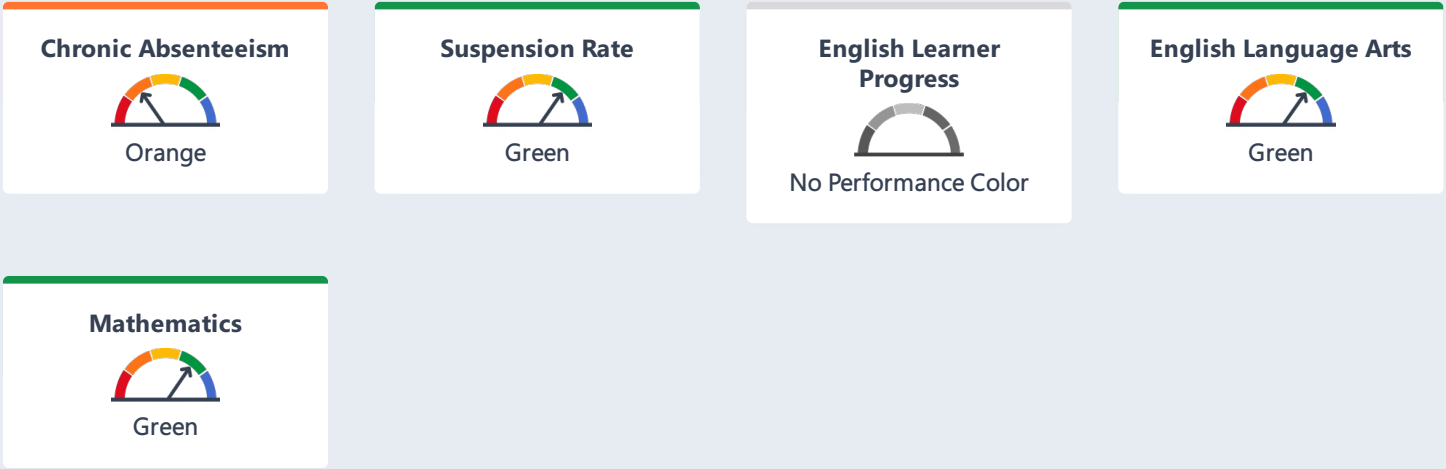 Chronic Absenteeism
Orange
Suspension Rate
Green
English Learner
Progress
No Performance Color
English Language Arts
Green
Mathematics
Green